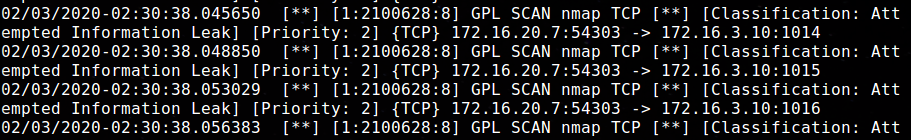 02/03/2020-02:30:38.045650  [**] [1:2100628:8] GPL SCAN nmap TCP [**] [Classification: Att
empted Information Leak] [Priority: 2] {TCP} 172.16.20.7:54303 -> 172.16.3.10:1014
02/03/2020-02:30:38.048850  [**] [1:2100628:8] GPL SCAN nmap TCP [**] [Classification: Att
empted Information Leak] [Priority: 2] {TCP} 172.16.20.7:54303 -> 172.16.3.10:1015
02/03/2020-02:30:38.053029  [**] [1:2100628:8] GPL SCAN nmap TCP [**] [Classification: Att
empted Information Leak] [Priority: 2] {TCP} 172.16.20.7:54303 -> 172.16.3.10:1016
02/03/2020-02:30:38.056383  [**] [1:2100628:8] GPL SCAN nmap TCP [**] [Classification: Att